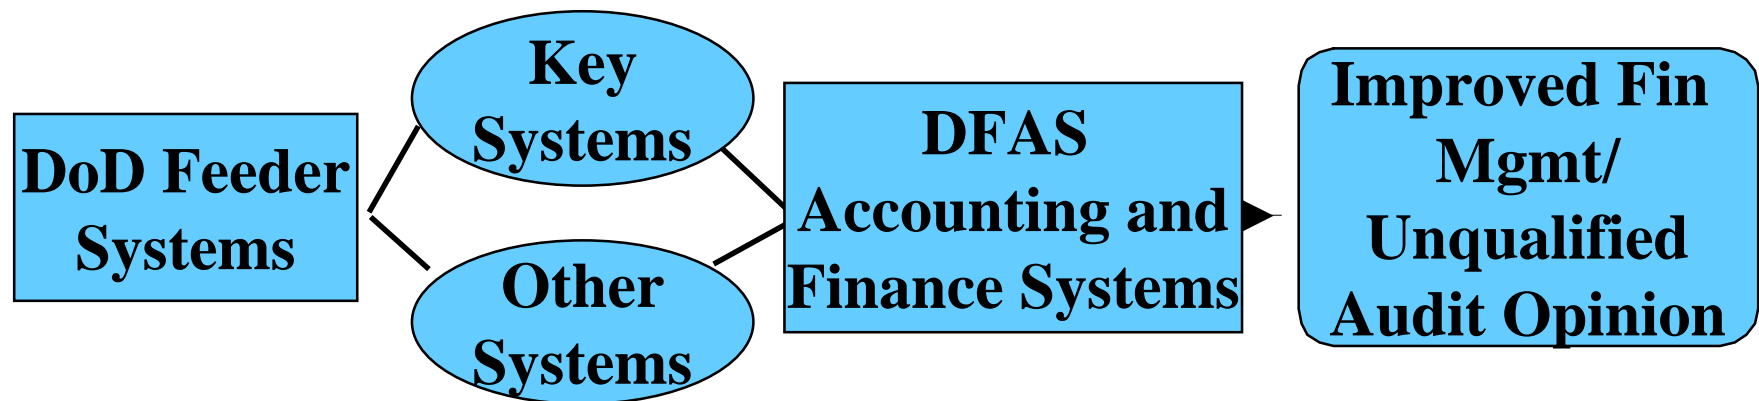 DoD Feeder
Systems
Key
Systems
Other
Systems
DFAS
Accounting and
Finance Systems
Improved Fin
Mgmt/
Unqualified
Audit Opinion